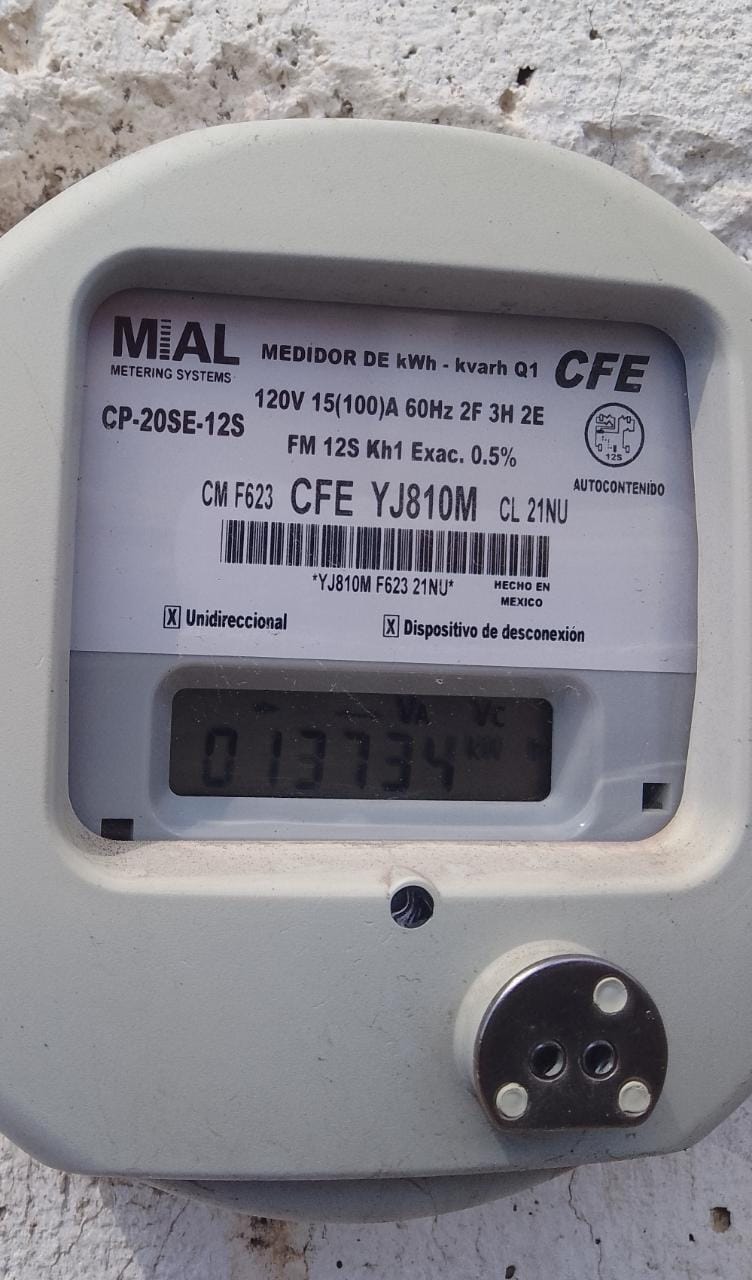 MIAL
METERING SYSTEMS
MEDIDOR DE kWh - kvarh Q1
CFE
CP-20SE-12S
120V 15(100)A 60Hz 2F 3H 2E
FM 12S Kh1 Exac. 0.5%
12S
AUTOCONTENIDO
CM F623 CFE YJ810M CL 21NU
*YJ810M F623 21NU*
HECHO EN
MEXICO
X Unidireccional
X Dispositivo de desconexión
VA VC
013734 kW h